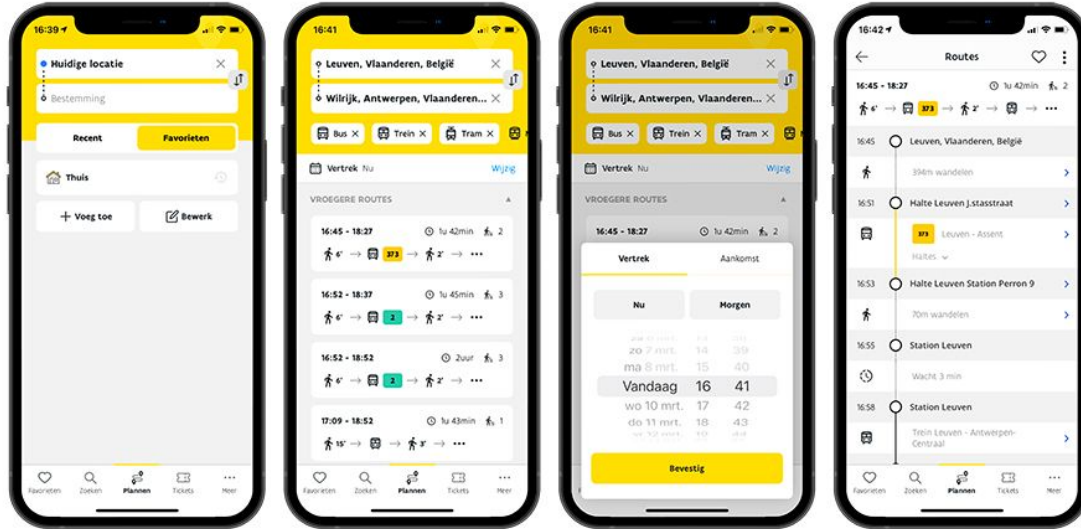 16:39
Huidige locatie
Bestemming
Recent Favorieten
Thuis
+ Voeg toe Bewerk
Favorieten Zoeken Plannen Tickets Meer
16:41
Leuven, Vlaanderen, België
Wilrijk, Antwerpen, Vlaanderen...
Bus Trein Tram
Vertrek Nu Wijzig
VROEGERE ROUTES
16:45 - 18:27 1u 42min 2
6' → 373 → 2' → ...
16:52 - 18:37 1u 45min 3
6' → 2 → 2' → ...
16:52 - 18:52 2uur 3
6' → 2 → 2' → ...
17:09 - 18:52 1u 43min 1
15' → → 3' → ...
Favorieten Zoeken Plannen Tickets Meer
16:41
Leuven, Vlaanderen, België
Wilrijk, Antwerpen, Vlaanderen...
Bus Trein Tram
Vertrek Nu Wijzig
VROEGERE ROUTES
16:45 - 18:27 1u 42min 2
Vertrek Aankomst
Nu Morgen
zo 7 mrt. 14 39
ma 8 mrt. 15 40
Vandaag 16 41
wo 10 mrt. 17 42
do 11 mrt. 18 43
Bevestig
16:42
Routes
16:45 - 18:27 1u 42min 2
6' → 373 → 2' → → ...
16:45 Leuven, Vlaanderen, België
394m wandelen
16:51 Halte Leuven J.stasstraat
373 Leuven - Assent
Haltes
16:53 Halte Leuven Station Perron 9
70m wandelen
16:55 Station Leuven
Wacht 3 min
16:58 Station Leuven
Trein Leuven - Antwerpen-
Centraal
Favorieten Zoeken Plannen Tickets Meer